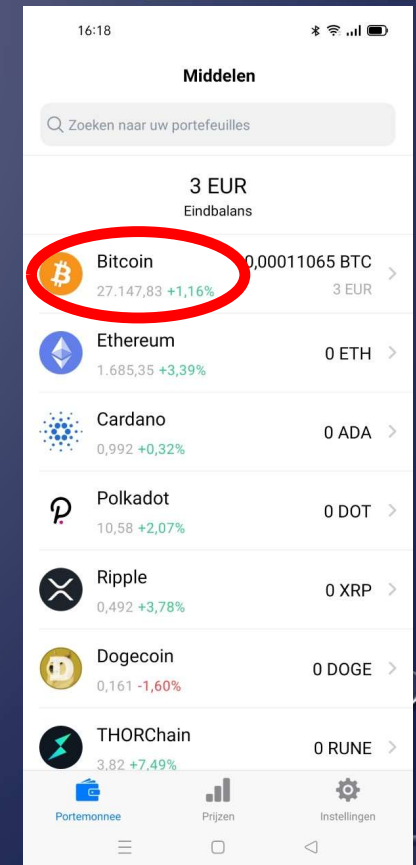 16:18
Middelen
Zoeken naar uw portefeuilles
3 EUR
Eindbalans
Bitcoin 0,00011065 BTC
27.147,83 +1,16% 3 EUR
Ethereum 0 ETH
1.685,35 +3,39%
Cardano 0 ADA
0,992 +0,32%
Polkadot 0 DOT
10,58 +2,07%
Ripple 0 XRP
0,492 +3,78%
Dogecoin 0 DOGE
0,161 -1,60%
THORChain 0 RUNE
3,82 +7,49%
Portemonnee Prijzen Instellingen